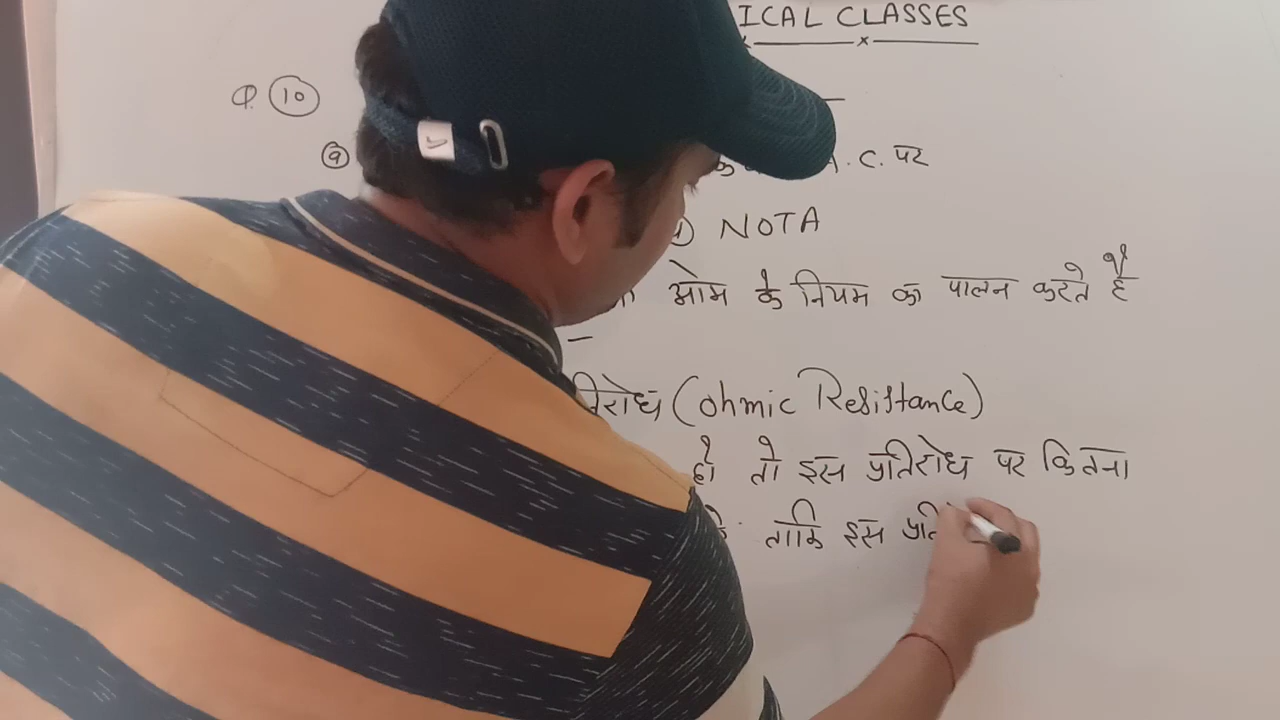 ICAL CLASSES
Q. 10
a A.C. पर
NOTA
ओम के नियम का पालन करते हैं
(ohmic Resistance)
हो तो इस प्रतिरोध पर कितना
ताकि इस प्रति